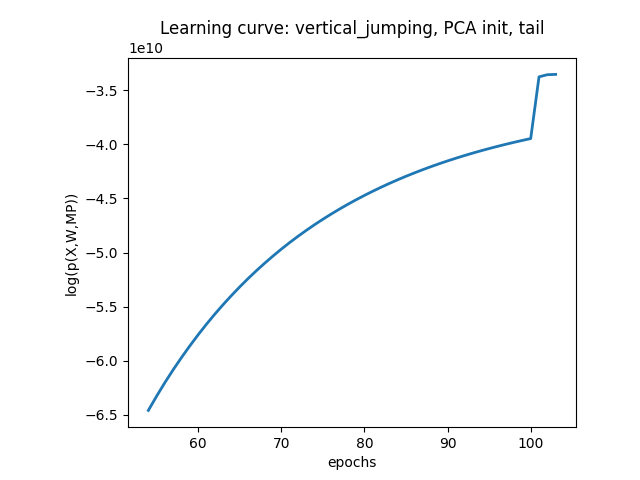 Learning curve: vertical_jumping, PCA init, tail
1e10
−3.5
−4.0
−4.5
−5.0
−5.5
−6.0
−6.5
log(p(X,W,MP))
60 70 80 90 100
epochs